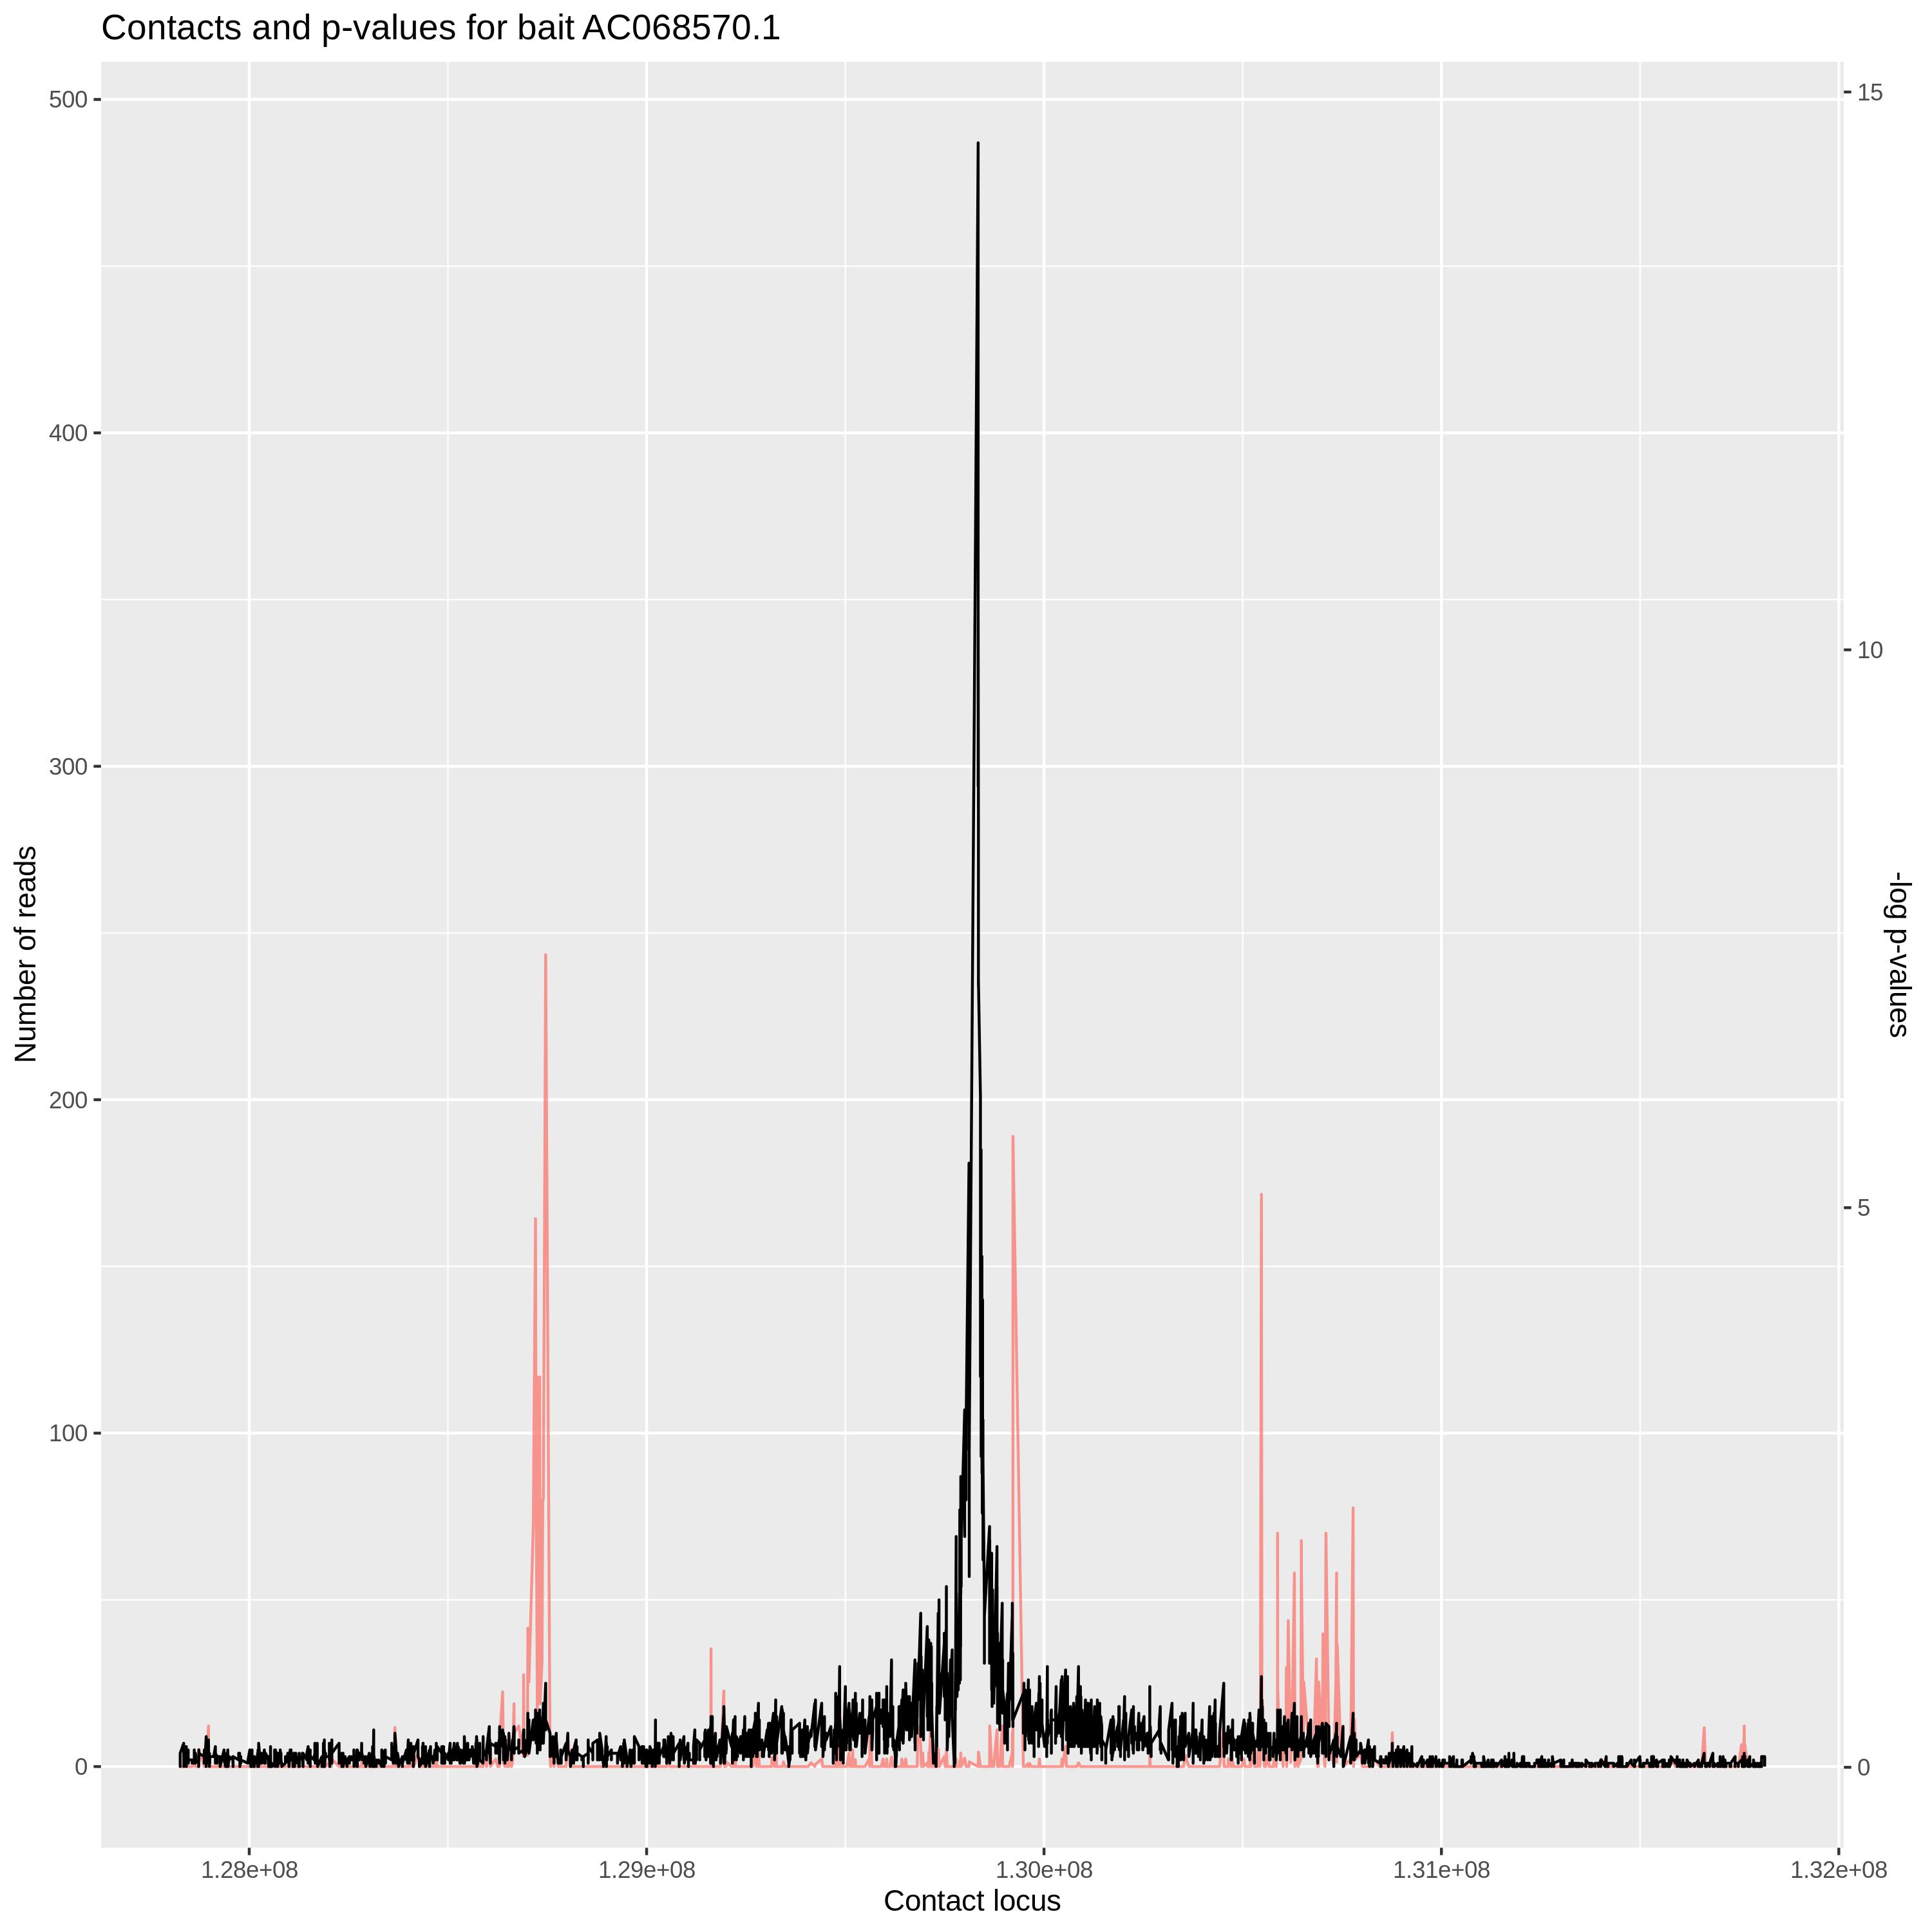 Contacts and p-values for bait AC068570.1
500
400
300
200
100
0
Number of reads
15
10
5
0
-log p-values
1.28e+08
1.29e+08
1.30e+08
1.31e+08
1.32e+08
Contact locus